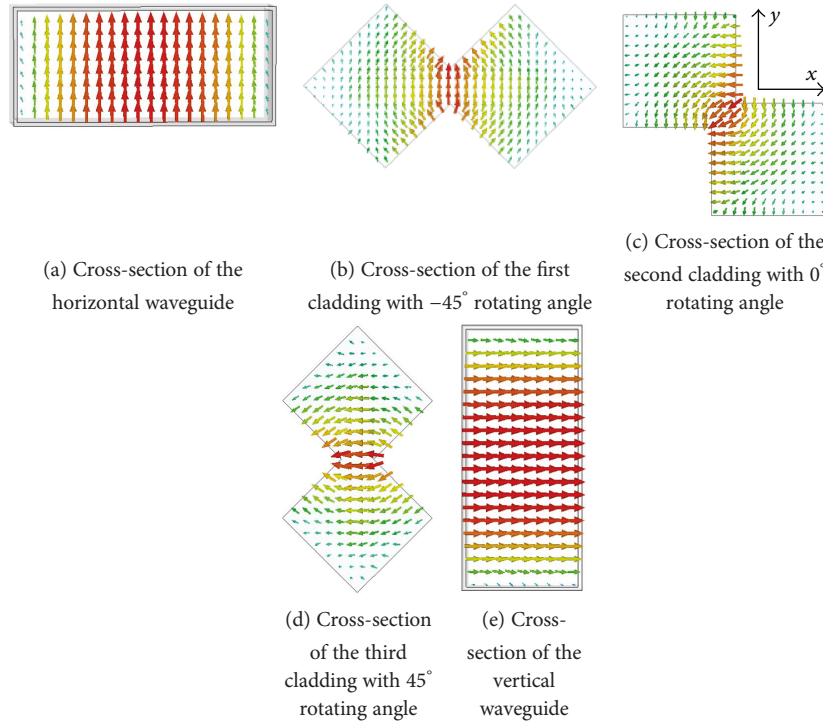 y
x
(a) Cross-section of the
horizontal waveguide
(b) Cross-section of the first
cladding with −45° rotating angle
(c) Cross-section of the
second cladding with 0°
rotating angle
(d) Cross-section
of the third
cladding with 45°
rotating angle
(e) Cross-
section of the
vertical
waveguide